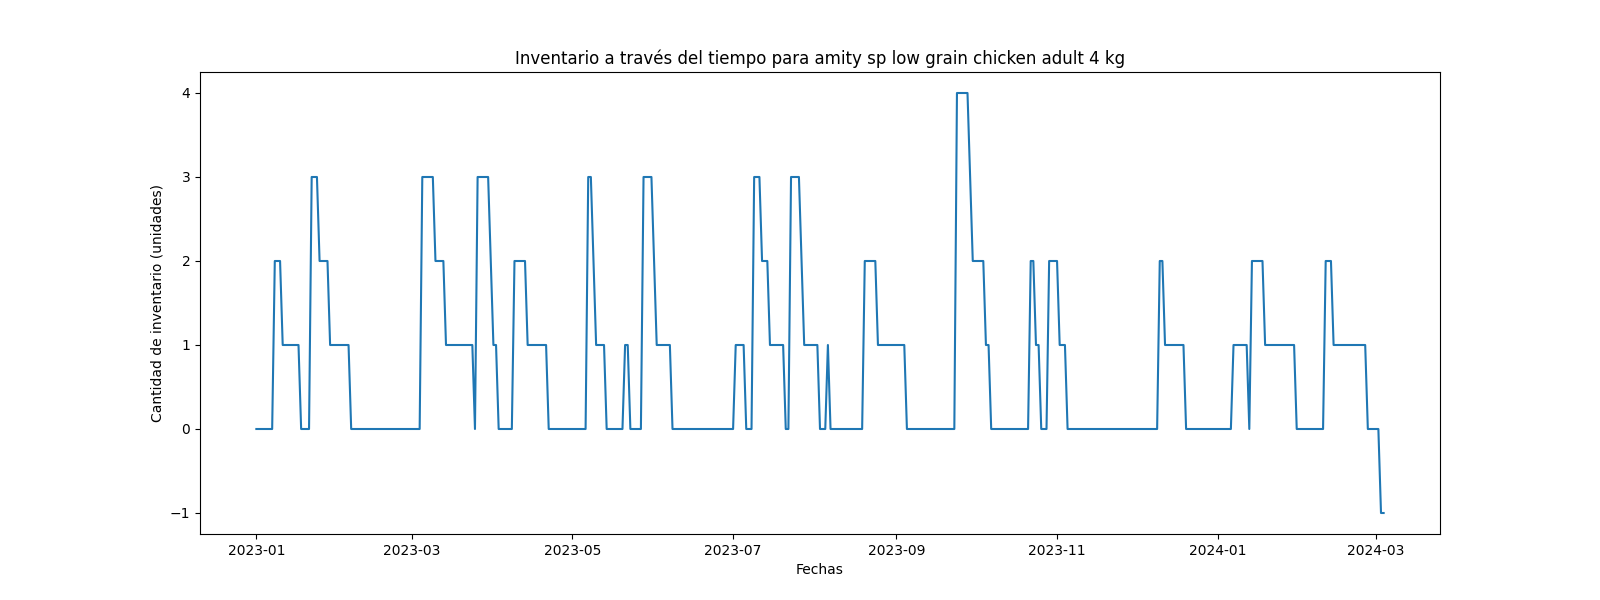 Inventario a través del tiempo para amity sp low grain chicken adult 4 kg
Cantidad de inventario (unidades)
4
3
2
1
0
−1
2023-01 2023-03 2023-05 2023-07 2023-09 2023-11 2024-01 2024-03
Fechas